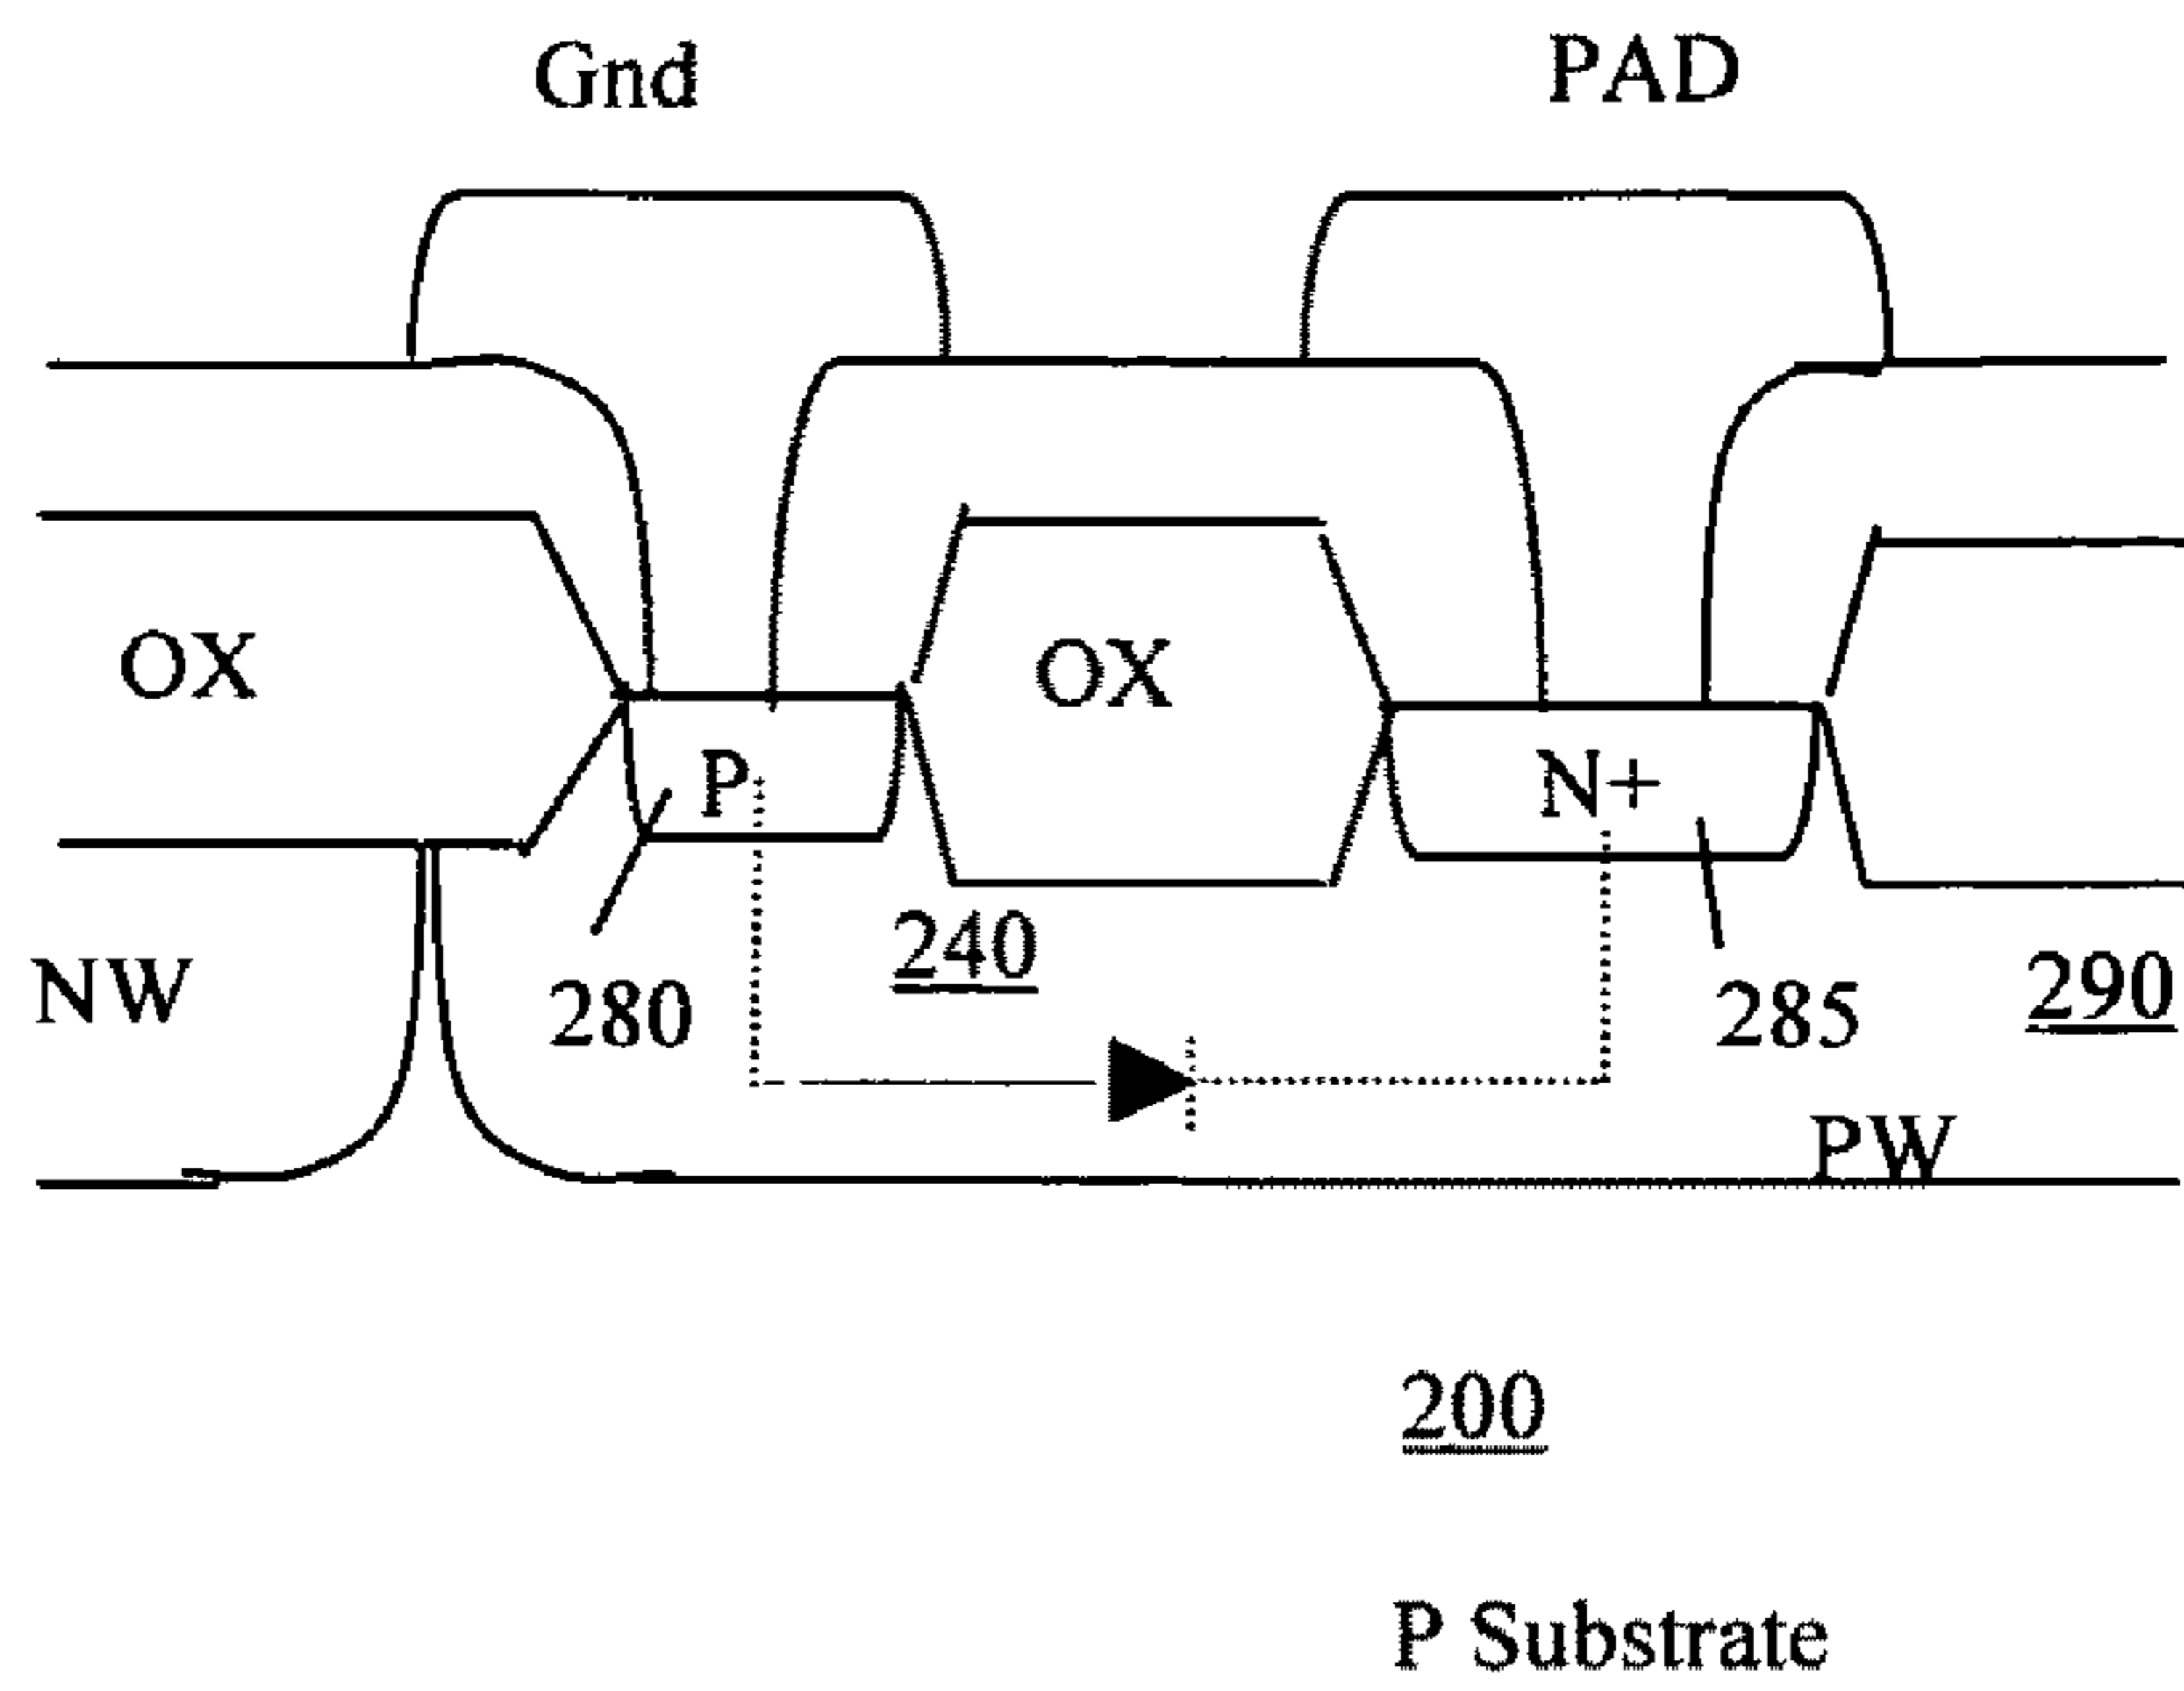 Gnd
PAD
OX
OX
P
N+
NW
280
240
285
290
PW
200
P Substrate